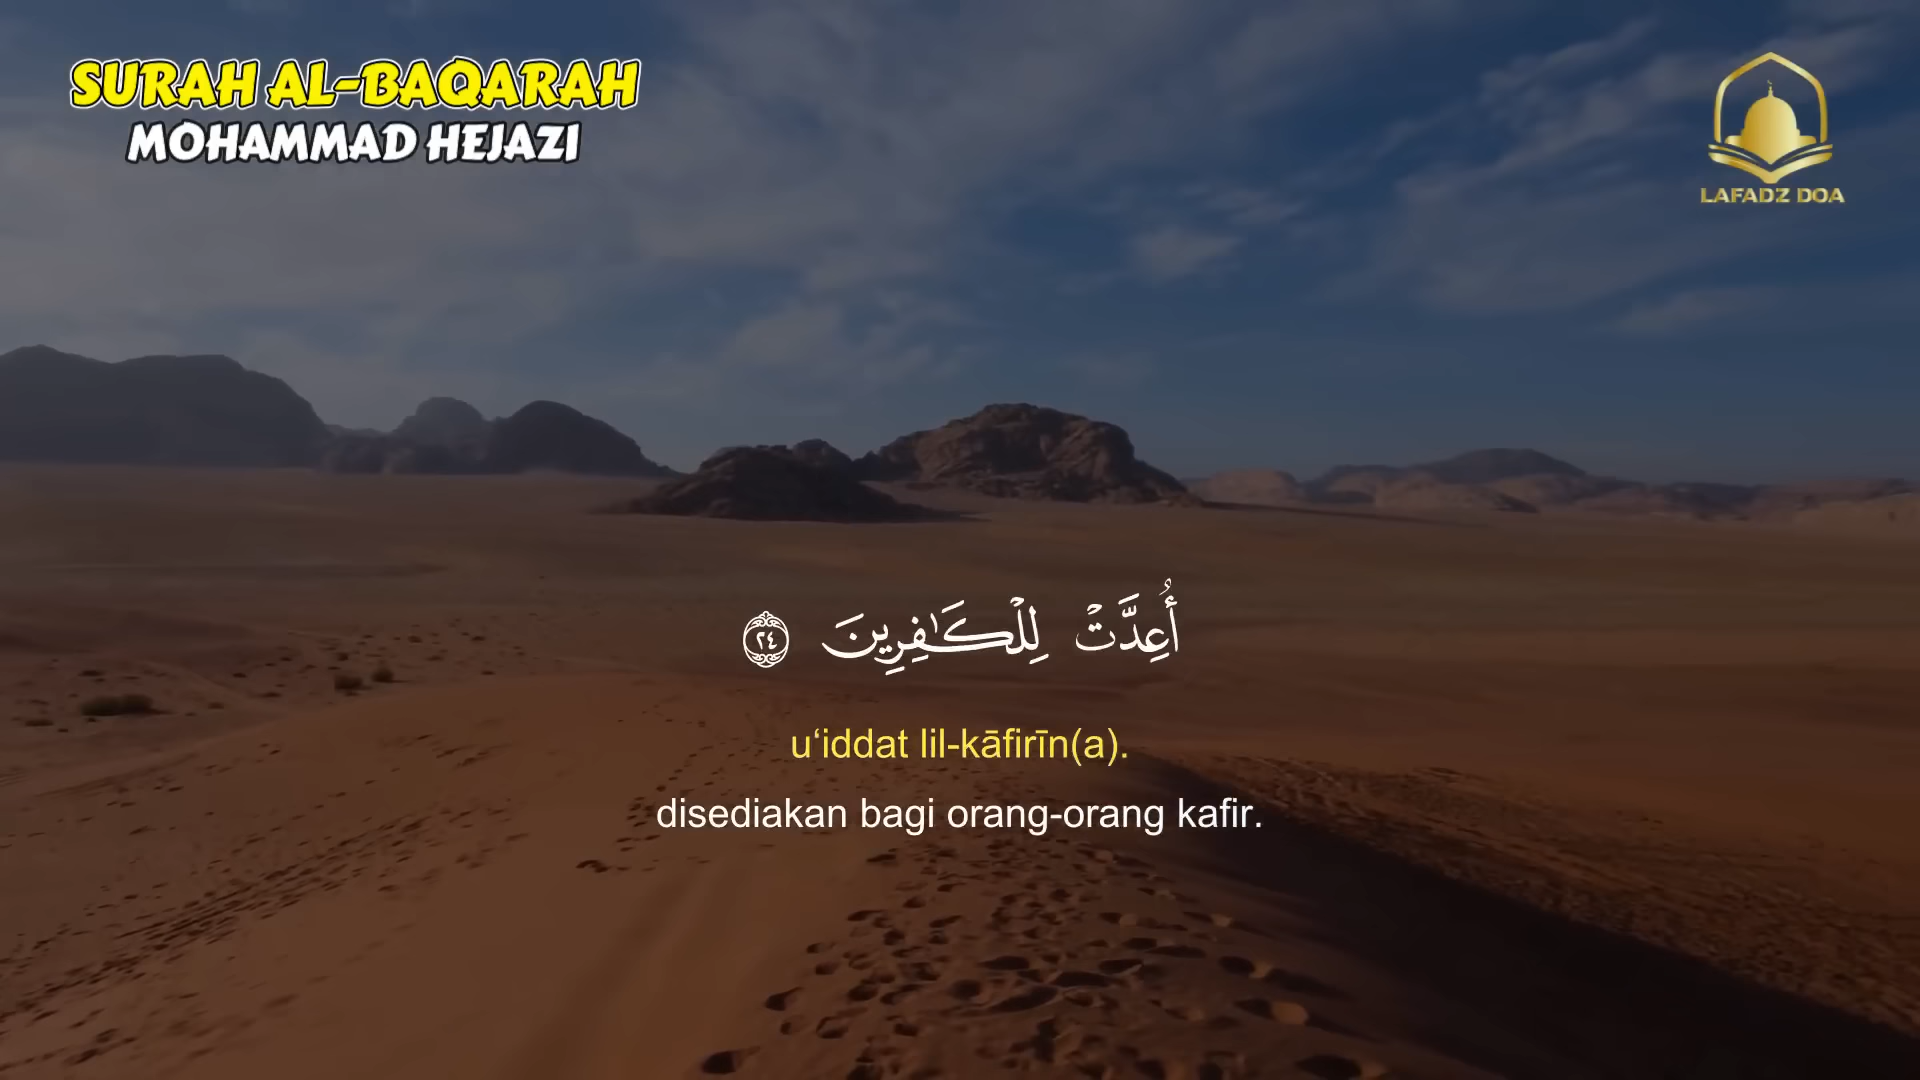 SURAH AL-BAQARAH
MOHAMMAD HEJAZI
LAFADZ DOA
أُعِدَّتۡ لِلۡكَٰفِرِينَ ٢٤
u‘iddat lil-kāfirīn(a).
disediakan bagi orang-orang kafir.